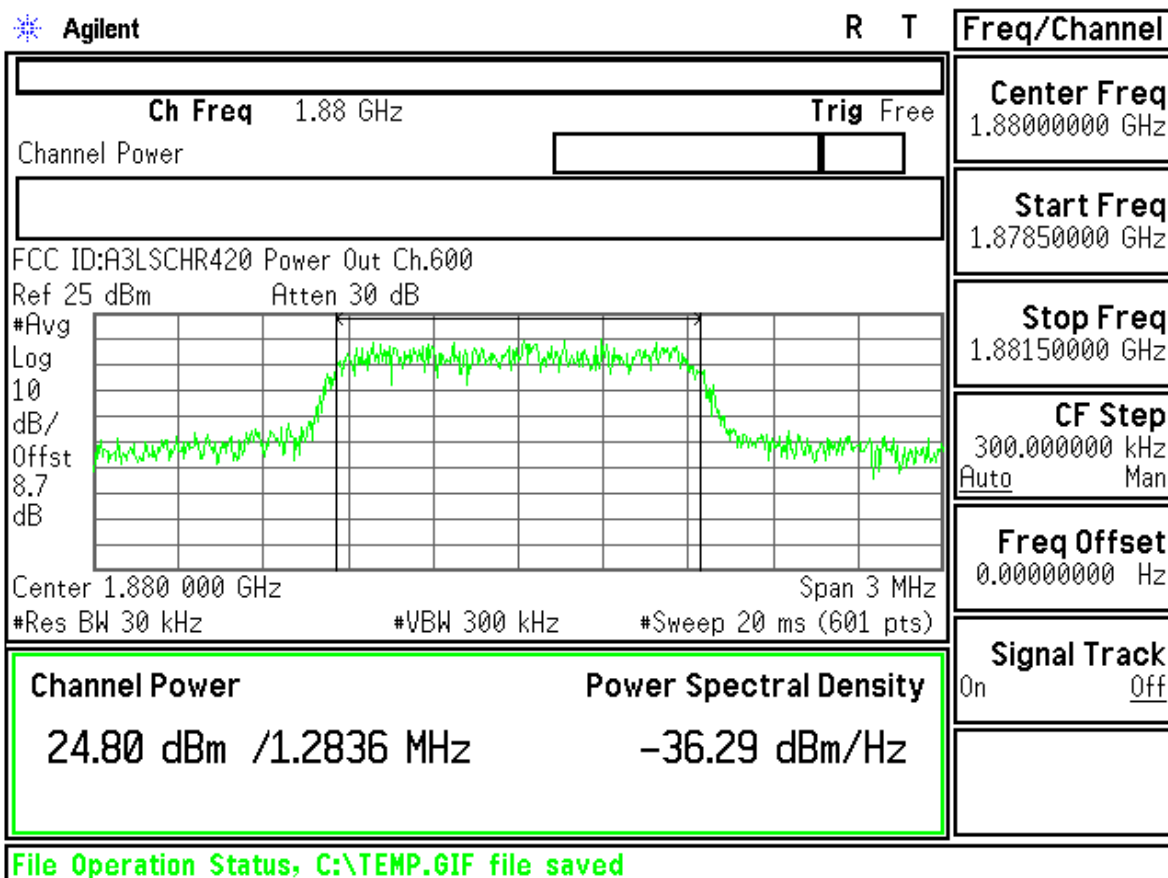 Agilent R T
Ch Freq 1.88 GHz Trig Free
Channel Power
FCC ID:A3LSCHR420 Power Out Ch.600
Ref 25 dBm Atten 30 dB
#Avg
Log
10
dB/
Offst
8.7
dB
Center 1.880 000 GHz Span 3 MHz
#Res BW 30 kHz #VBW 300 kHz #Sweep 20 ms (601 pts)
Channel Power Power Spectral Density
24.80 dBm /1.2836 MHz -36.29 dBm/Hz
File Operation Status, C:\TEMP.GIF file saved
Freq/Channel
Center Freq
1.88000000 GHz
Start Freq
1.87850000 GHz
Stop Freq
1.88150000 GHz
CF Step
300.000000 kHz
Auto Man
Freq Offset
0.00000000 Hz
Signal Track
On Off